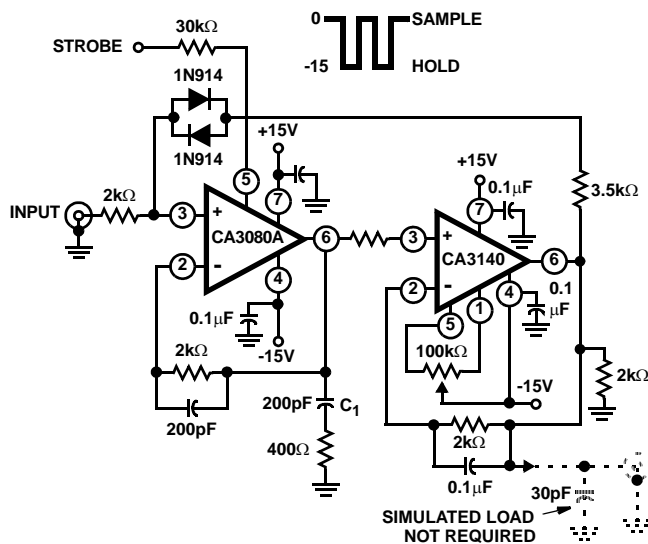 0
SAMPLE
-15
HOLD
30kΩ
STROBE
1N914
1N914
+15V
+15V
0.1µF
3.5kΩ
2kΩ
INPUT
5
7
7
3
+
CA3080A
6
3
+
CA3140
6
2
-
4
2
-
4
0.1
µF
5
1
0.1µF
-15V
100kΩ
-15V
2kΩ
2kΩ
200pF
200pF
C1
400Ω
2kΩ
0.1µF
30pF
SIMULATED LOAD
NOT REQUIRED